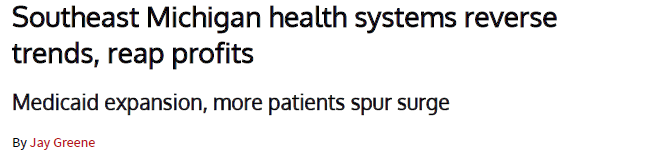 Southeast Michigan health systems reverse
trends, reap profits
Medicaid expansion, more patients spur surge
By Jay Greene